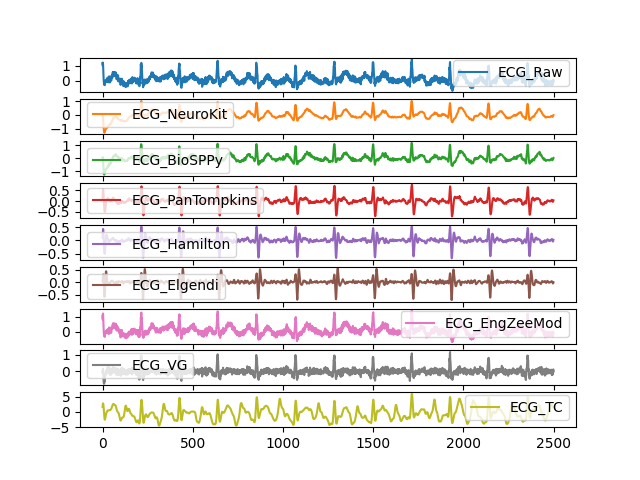 1
0
ECG_Raw
1
0
−1
ECG_NeuroKit
1
0
−1
ECG_BioSPPy
0.5
0.0
−0.5
ECG_PanTompkins
0.5
0.0
−0.5
ECG_Hamilton
0.5
0.0
−0.5
ECG_Elgendi
1
0
ECG_EngZeeMod
1
0
ECG_VG
5
0
−5
ECG_TC
0 500 1000 1500 2000 2500